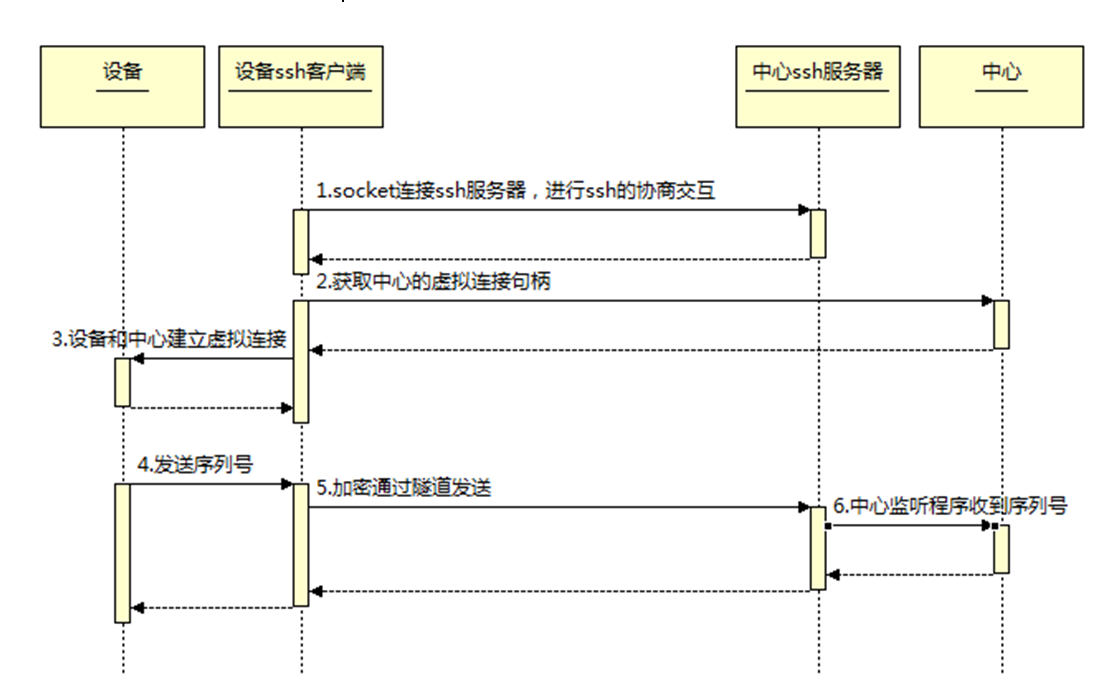 设备
设备ssh客户端
中心ssh服务器
中心
1.socket连接ssh服务器，进行ssh的协商交互
2.获取中心的虚拟连接句柄
3.设备和中心建立虚拟连接
4.发送序列号
5.加密通过隧道发送
6.中心监听程序收到序列号